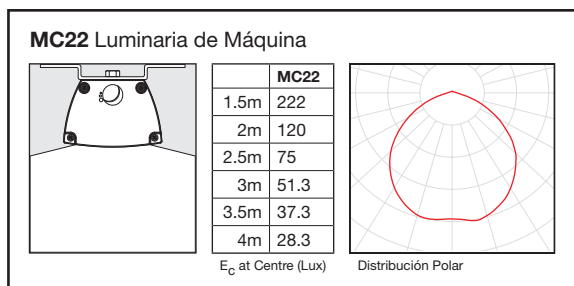 MC22 Luminaria de Máquina
MC22
1.5m 222
2m 120
2.5m 75
3m 51.3
3.5m 37.3
4m 28.3
EC at Centre (Lux)
Distribución Polar